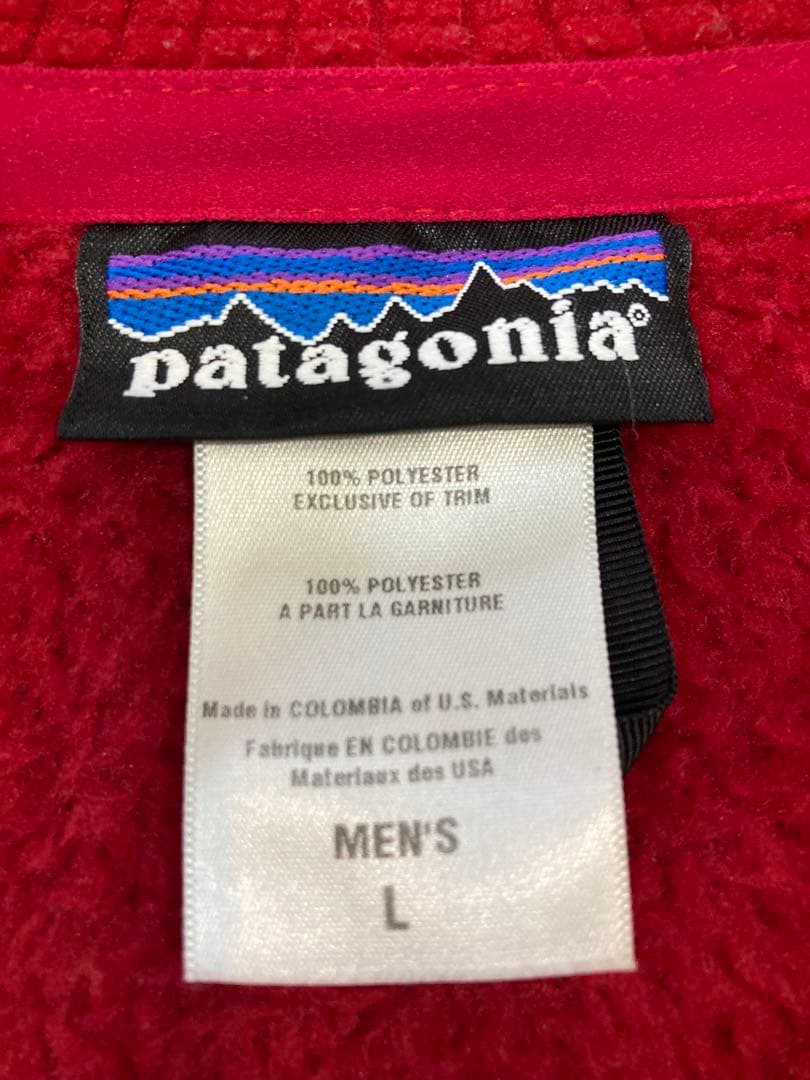 patagonia®
100% POLYESTER
EXCLUSIVE OF TRIM
100% POLYESTER
A PART LA GARNITURE
Made in COLOMBIA of U.S. Materials
Fabrique EN COLOMBIE des
Materiaux des USA
MEN'S
L